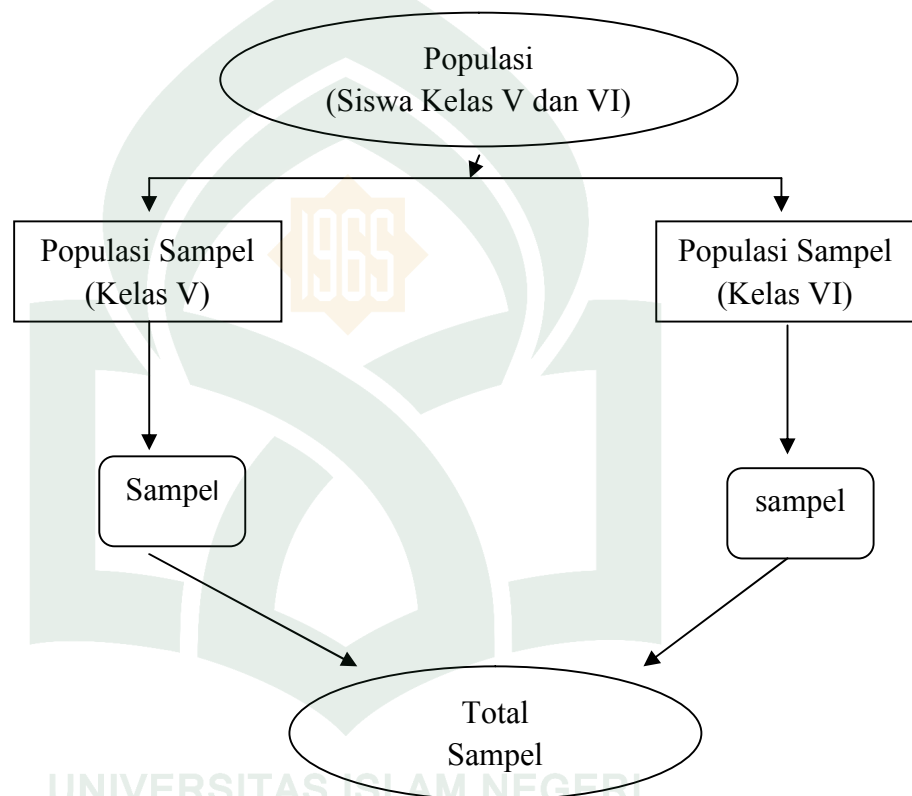 Populasi
(Siswa Kelas V dan VI)
1965
Populasi Sampel
(Kelas V)
Populasi Sampel
(Kelas VI)
Sampel
sampel
Total
Sampel
UNIVERSITAS ISLAM NEGERI